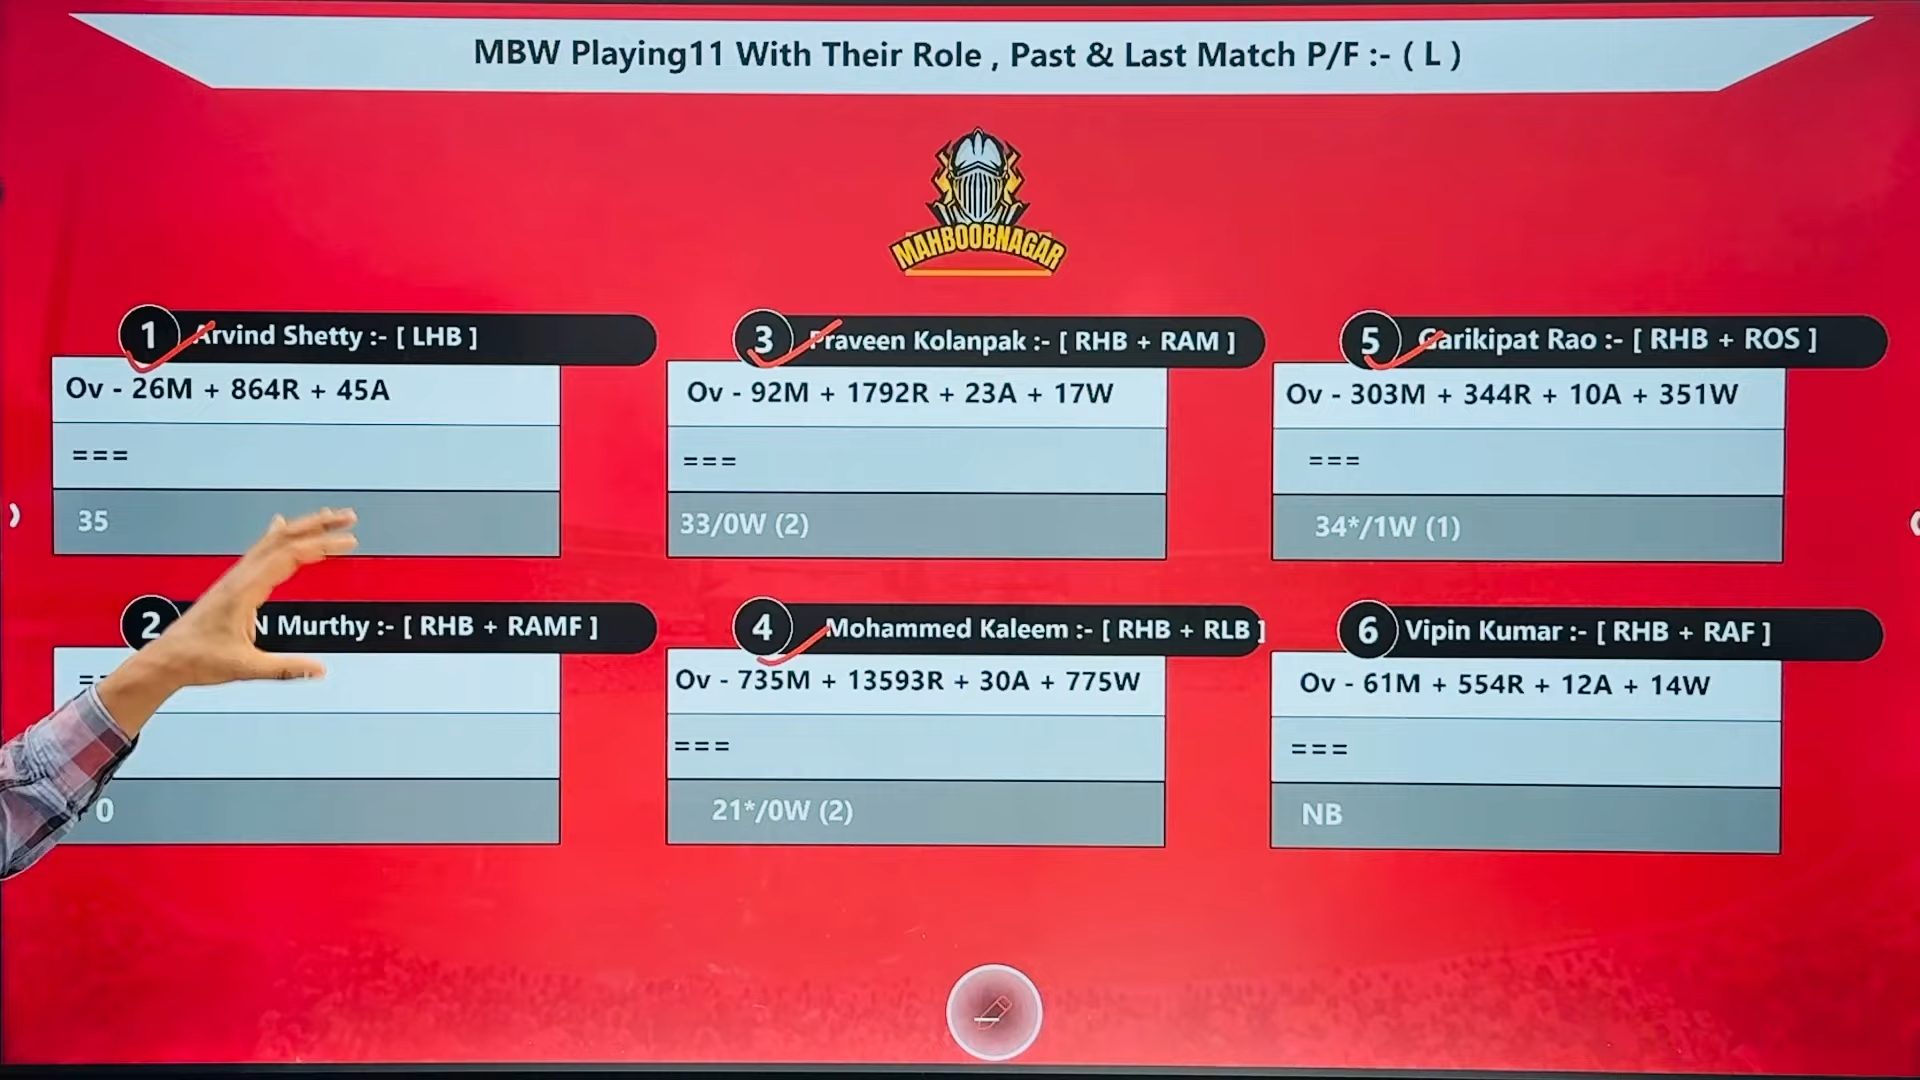 MBW Playing11 With Their Role , Past & Last Match P/F :- ( L )
MAHBOOBNAGAR
1 Arvind Shetty :- [ LHB ]
Ov - 26M + 864R + 45A
===
35
2 N Murthy :- [ RHB + RAMF ]
0
3 Praveen Kolanpak :- [ RHB + RAM ]
Ov - 92M + 1792R + 23A + 17W
===
33/0W (2)
4 Mohammed Kaleem :- [ RHB + RLB ]
Ov - 735M + 13593R + 30A + 775W
===
21*/0W (2)
5 Garikipat Rao :- [ RHB + ROS ]
Ov - 303M + 344R + 10A + 351W
===
34*/1W (1)
6 Vipin Kumar :- [ RHB + RAF ]
Ov - 61M + 554R + 12A + 14W
===
NB